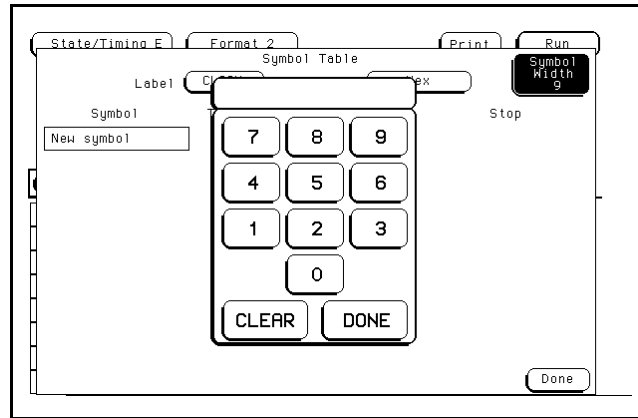 State/Timing E Format 2 Print Run
Symbol Table
Symbol Width 9
Label
Symbol Stop
New symbol
7 8 9
4 5 6
1 2 3
0
CLEAR DONE
Done